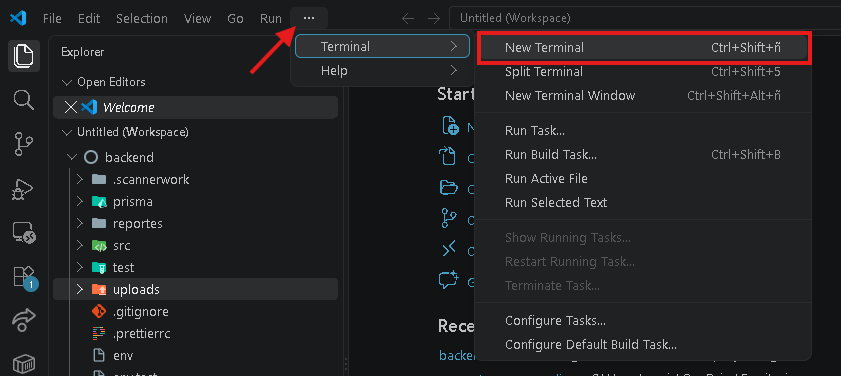 File Edit Selection View Go Run ···
Untitled (Workspace)
Explorer
Open Editors
Welcome
Untitled (Workspace)
backend
.scannerwork
prisma
reportes
src
test
uploads
.gitignore
.prettierrc
env
1
Terminal
Help
New Terminal Ctrl+Shift+ñ
Split Terminal Ctrl+Shift+5
New Terminal Window Ctrl+Shift+Alt+ñ
Run Task...
Run Build Task... Ctrl+Shift+B
Run Active File
Run Selected Text
Show Running Tasks...
Restart Running Task...
Terminate Task...
Configure Tasks...
Configure Default Build Task...
Start
Rece
backen